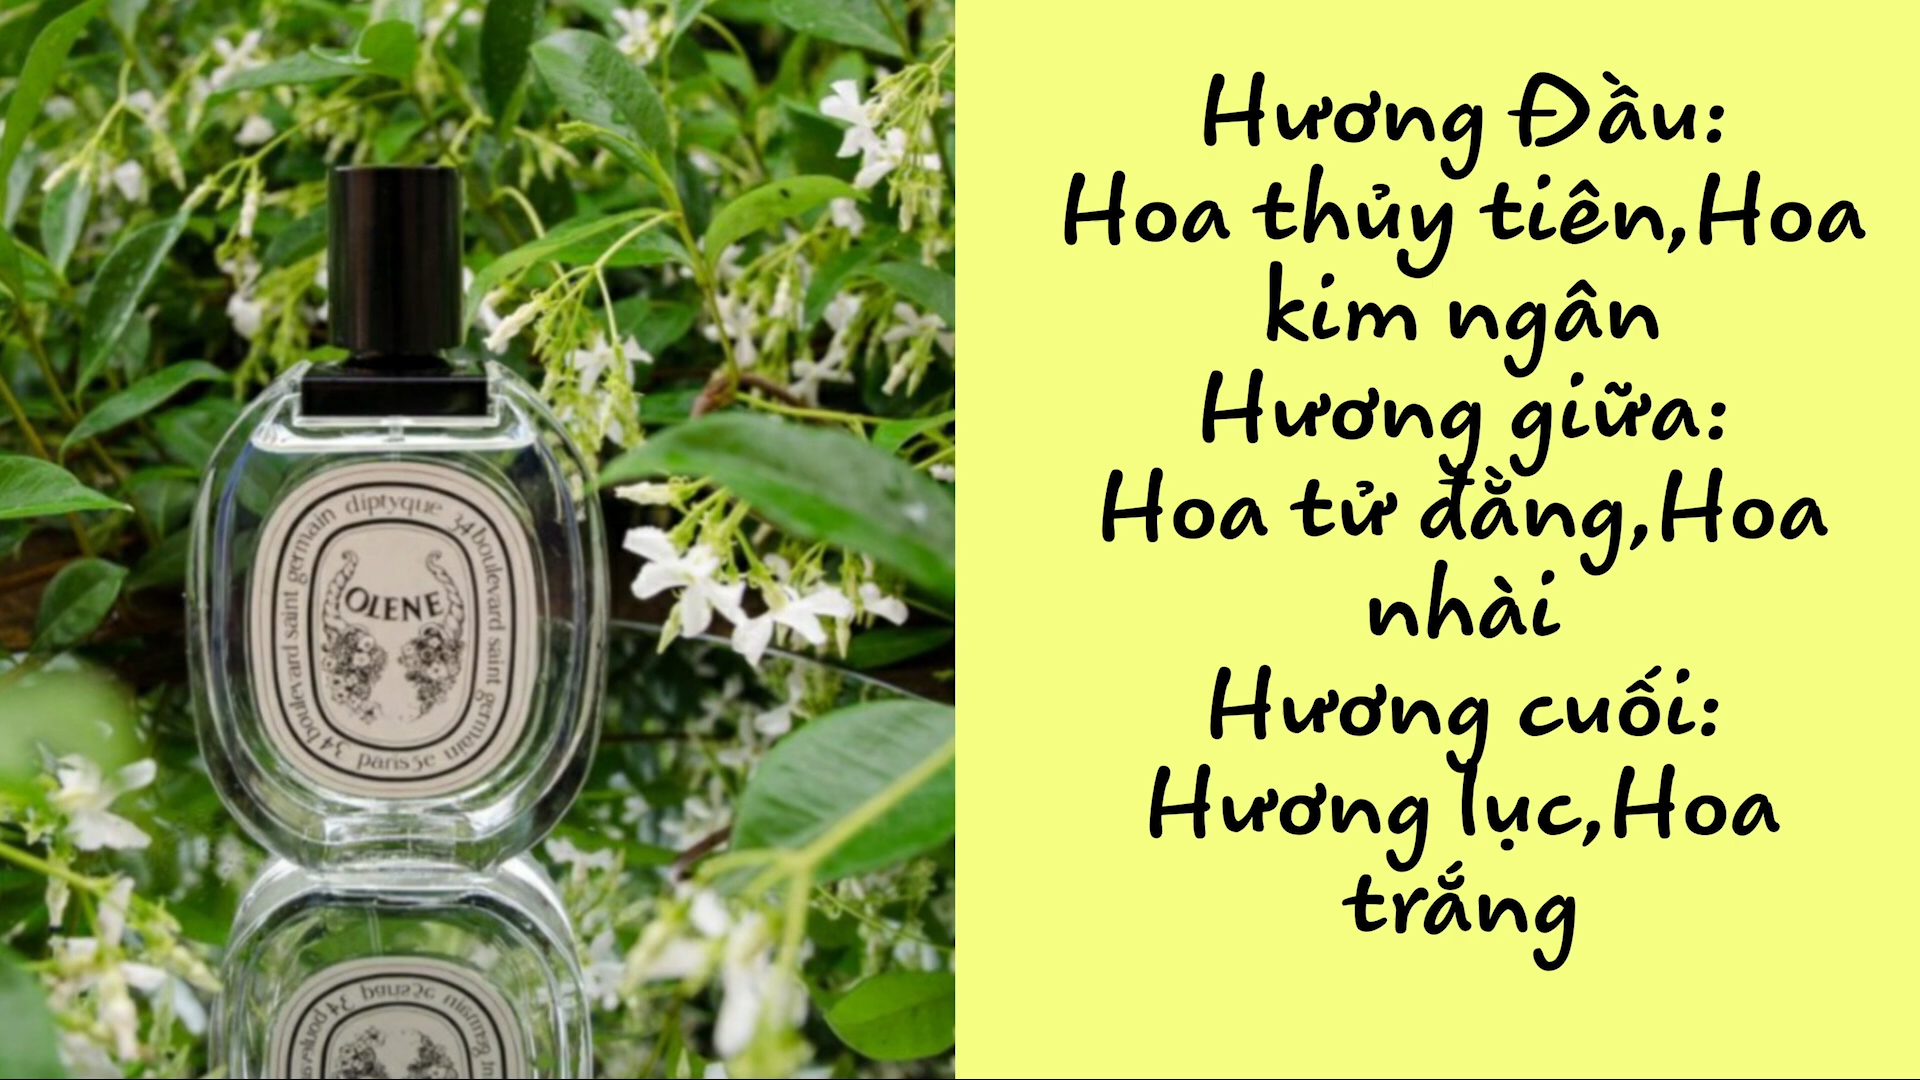 diptyque 34 boulevard saint germain paris 5e 34 boulevard saint germain
OLENE
Hương Đầu:
Hoa thủy tiên,Hoa
kim ngân
Hương giữa:
Hoa tử đằng,Hoa
nhài
Hương cuối:
Hương lục,Hoa
trắng